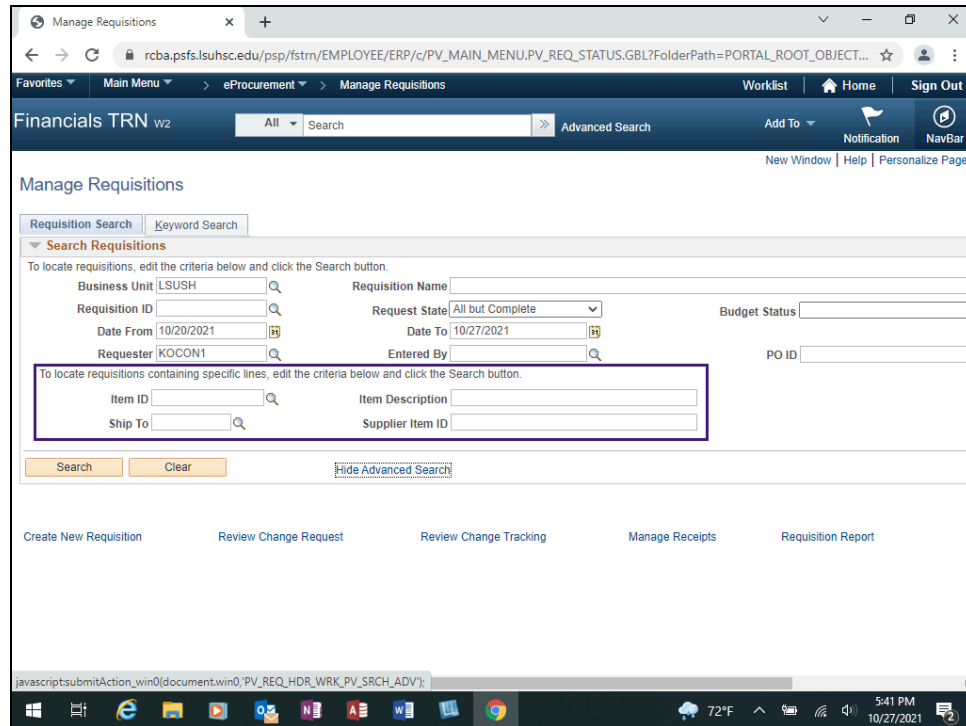 Manage Requisitions
rcba.psfs.lsuhsc.edu/psp/fstrn/EMPLOYEE/ERP/c/PV_MAIN_MENU.PV_REQ_STATUS.GBL?FolderPath=PORTAL_ROOT_OBJECT...
Favorites Main Menu > eProcurement > Manage Requisitions Worklist Home Sign Out
Financials TRN W2 All Search » Advanced Search Add To Notification NavBar
New Window | Help | Personalize Page
Manage Requisitions
Requisition Search Keyword Search
Search Requisitions
To locate requisitions, edit the criteria below and click the Search button.
Business Unit LSUSH Requisition Name
Requisition ID Request State All but Complete Budget Status
Date From 10/20/2021 31 Date To 10/27/2021 31
Requester KOCON1 Entered By PO ID
To locate requisitions containing specific lines, edit the criteria below and click the Search button.
Item ID Item Description
Ship To Supplier Item ID
Search Clear Hide Advanced Search
Create New Requisition Review Change Request Review Change Tracking Manage Receipts Requisition Report
javascript:submitAction_win0(document.win0,'PV_REQ_HDR_WRK_PV_SRCH_ADV');
72°F 5:41 PM
10/27/2021 2